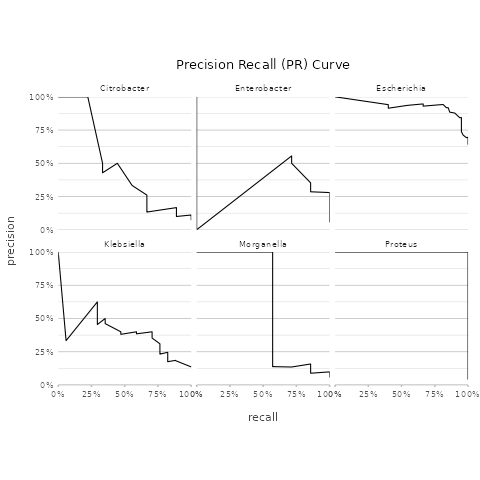 Precision Recall (PR) Curve
Citrobacter Enterobacter Escherichia
100%
75%
50%
25%
0%
Klebsiella Morganella Proteus
100%
75%
50%
25%
0%
0% 25% 50% 75% 100% 0% 25% 50% 75% 100% 0% 25% 50% 75% 100%
precision
recall